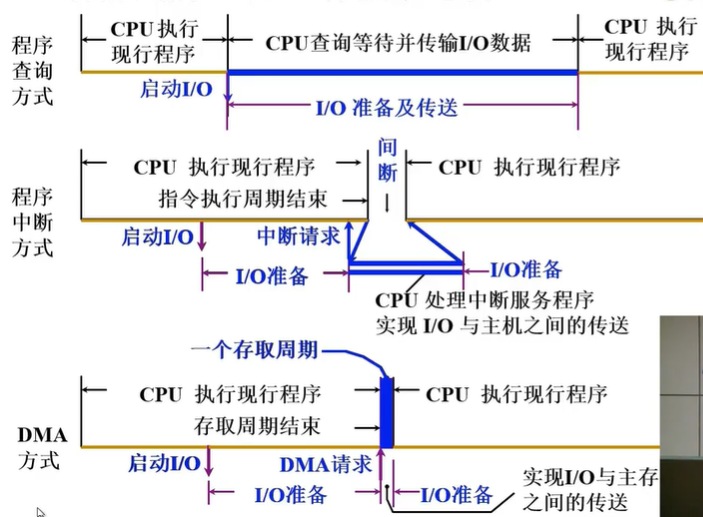 程序
查询
方式
CPU执行
现行程序
CPU查询等待并传输I/O数据
CPU 执行
现行程序
启动I/O
I/O 准备及传送
程序
中断
方式
CPU 执行现行程序
间
断
CPU 执行现行程序
指令执行周期结束
启动I/O
中断请求
I/O准备
I/O准备
CPU 处理中断服务程序
实现 I/O 与主机之间的传送
一个存取周期
DMA
方式
CPU 执行现行程序
CPU 执行现行程序
存取周期结束
启动I/O
DMA请求
I/O准备
I/O准备
实现I/O与主存
之间的传送